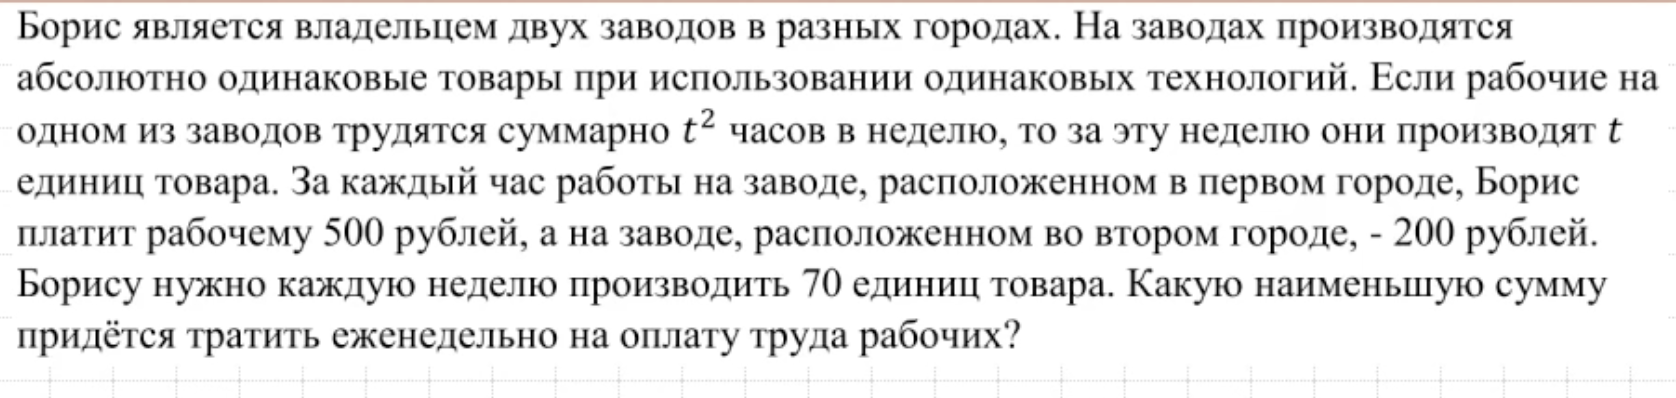 Борис является владельцем двух заводов в разных городах. На заводах производятся
абсолютно одинаковые товары при использовании одинаковых технологий. Если рабочие на
одном из заводов трудятся суммарно t² часов в неделю, то за эту неделю они производят t
единиц товара. За каждый час работы на заводе, расположенном в первом городе, Борис
платит рабочему 500 рублей, а на заводе, расположенном во втором городе, - 200 рублей.
Борису нужно каждую неделю производить 70 единиц товара. Какую наименьшую сумму
придётся тратить еженедельно на оплату труда рабочих?